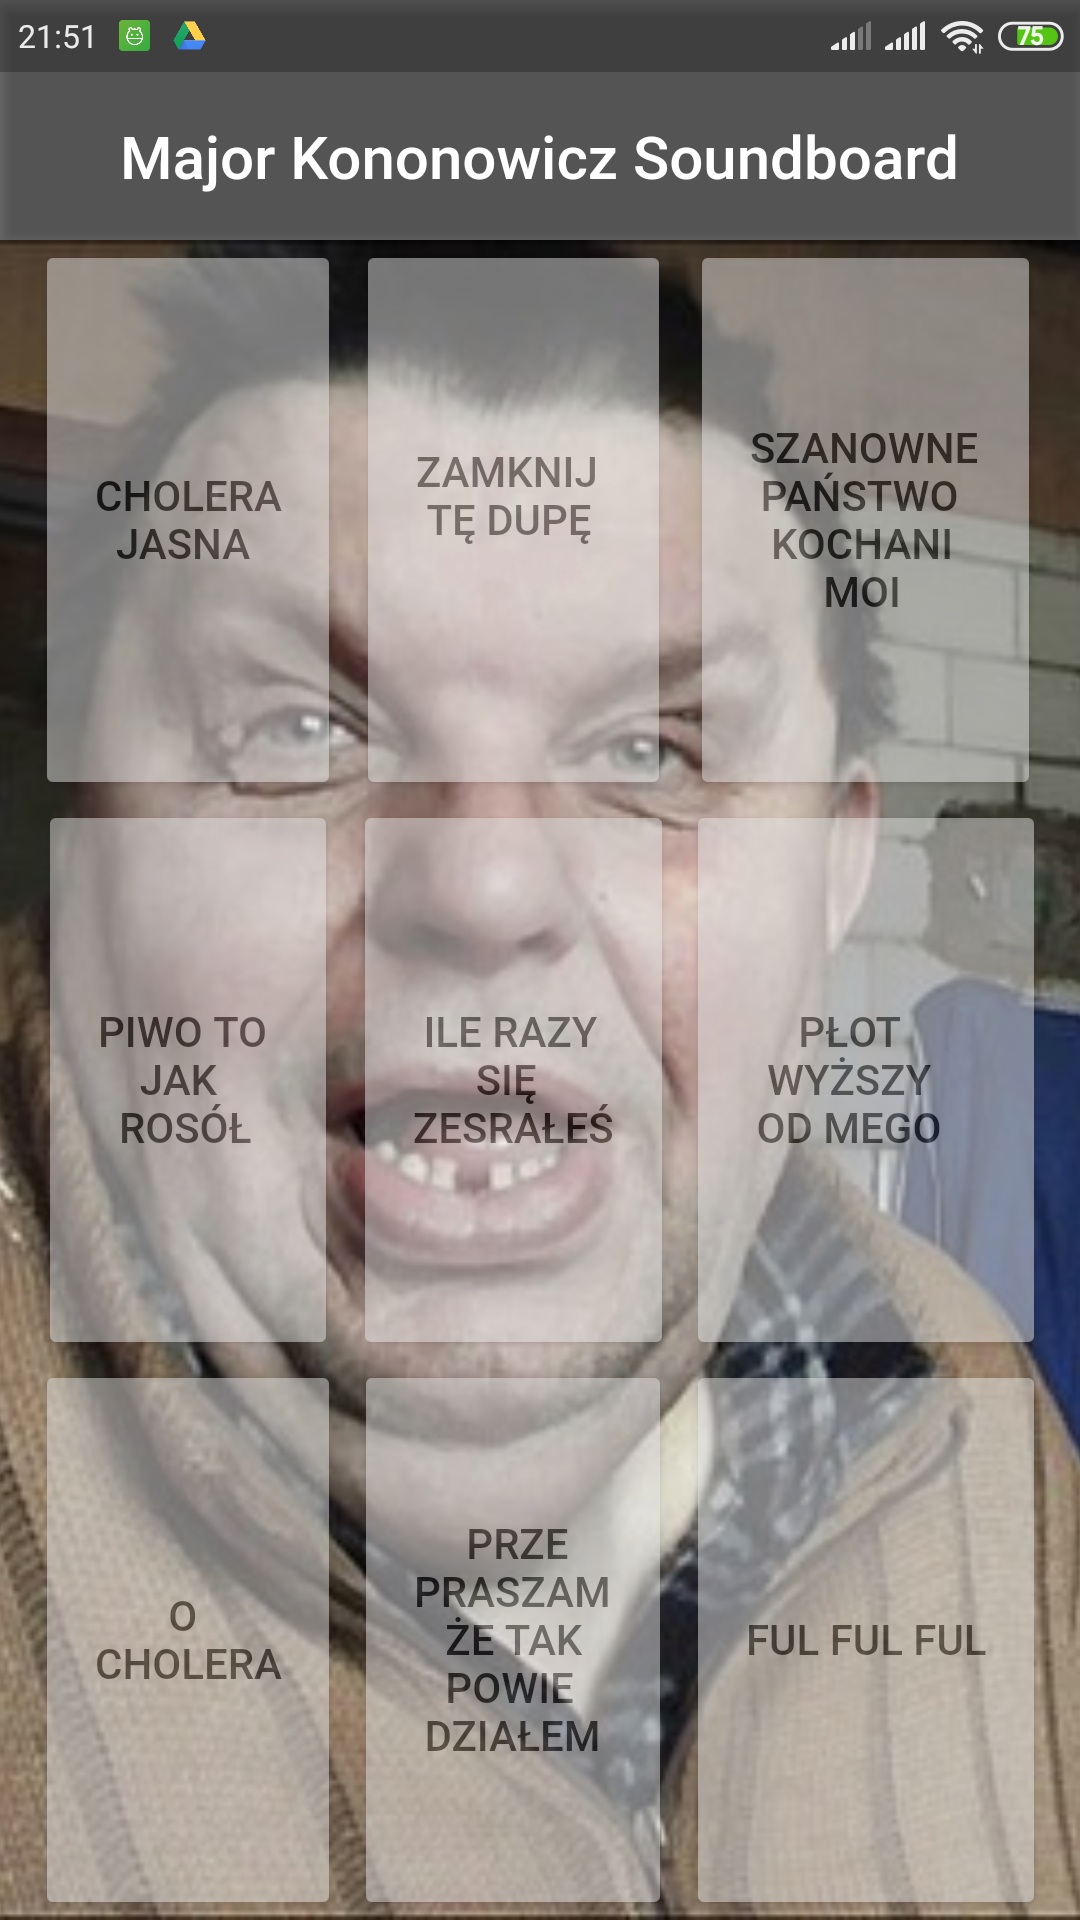 21:51
75
Major Kononowicz Soundboard
CHOLERA
JASNA
ZAMKNIJ
TĘ DUPĘ
SZANOWNE
PAŃSTWO
KOCHANI
MOI
PIWO TO
JAK
ROSÓŁ
ILE RAZY
SIĘ
ZESRAŁEŚ
PŁOT
WYŻSZY
OD MEGO
O
CHOLERA
PRZE
PRASZAM
ŻE TAK
POWIE
DZIAŁEM
FUL FUL FUL